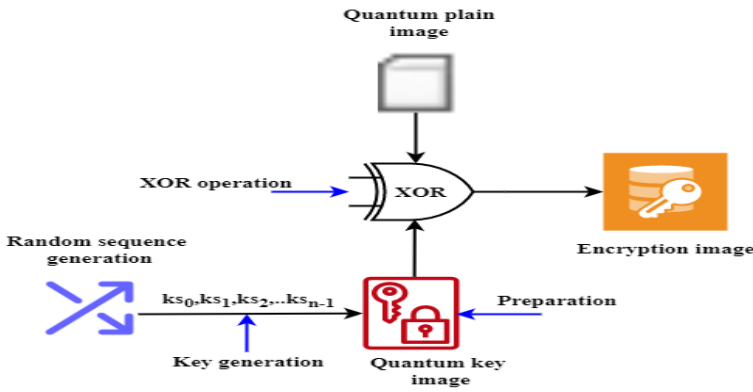 Quantum plain
image
XOR operation
XOR
Encryption image
Random sequence
generation
ks0,ks1,ks2,..ksn-1
Preparation
Key generation
Quantum key
image